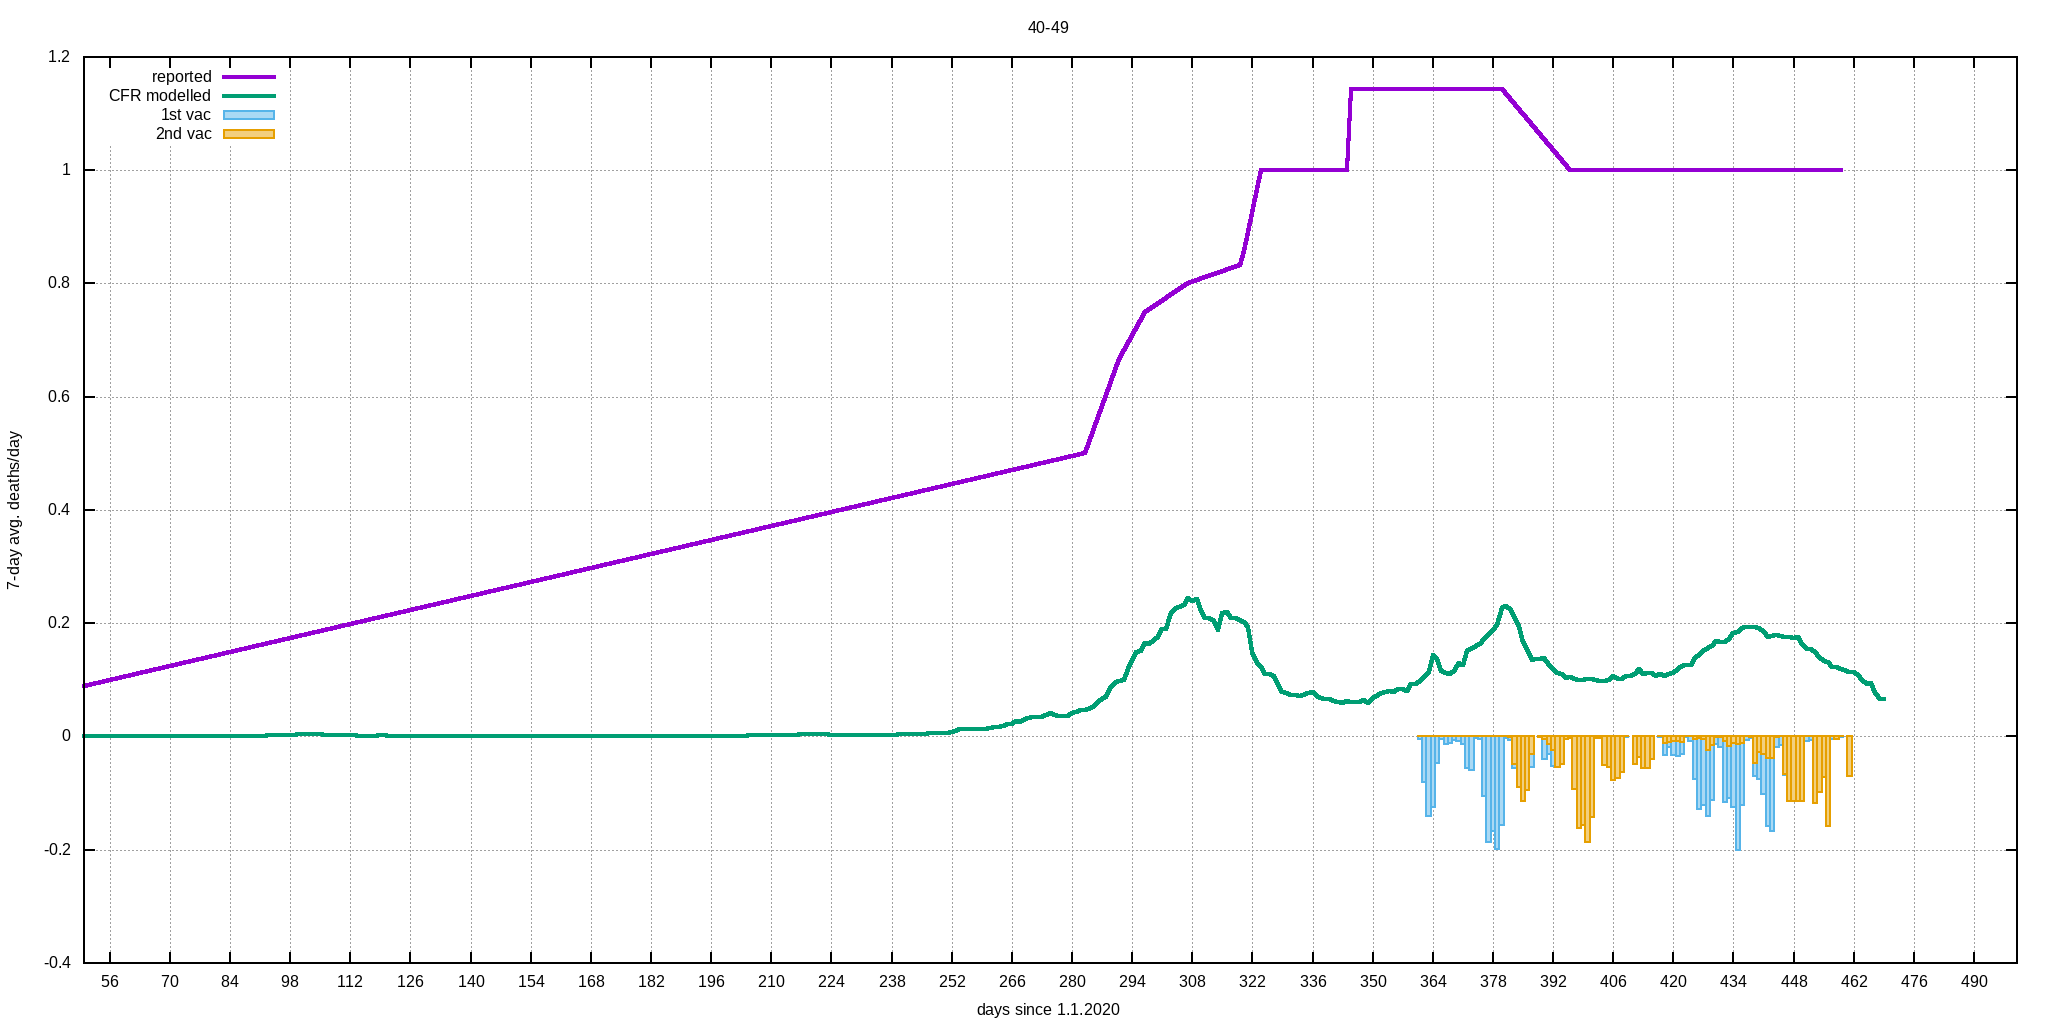 40-49
reported
CFR modelled
1st vac
2nd vac
1.2
1
0.8
0.6
0.4
0.2
0
-0.2
-0.4
7-day avg. deaths/day
56 70 84 98 112 126 140 154 168 182 196 210 224 238 252 266 280 294 308 322 336 350 364 378 392 406 420 434 448 462 476 490
days since 1.1.2020